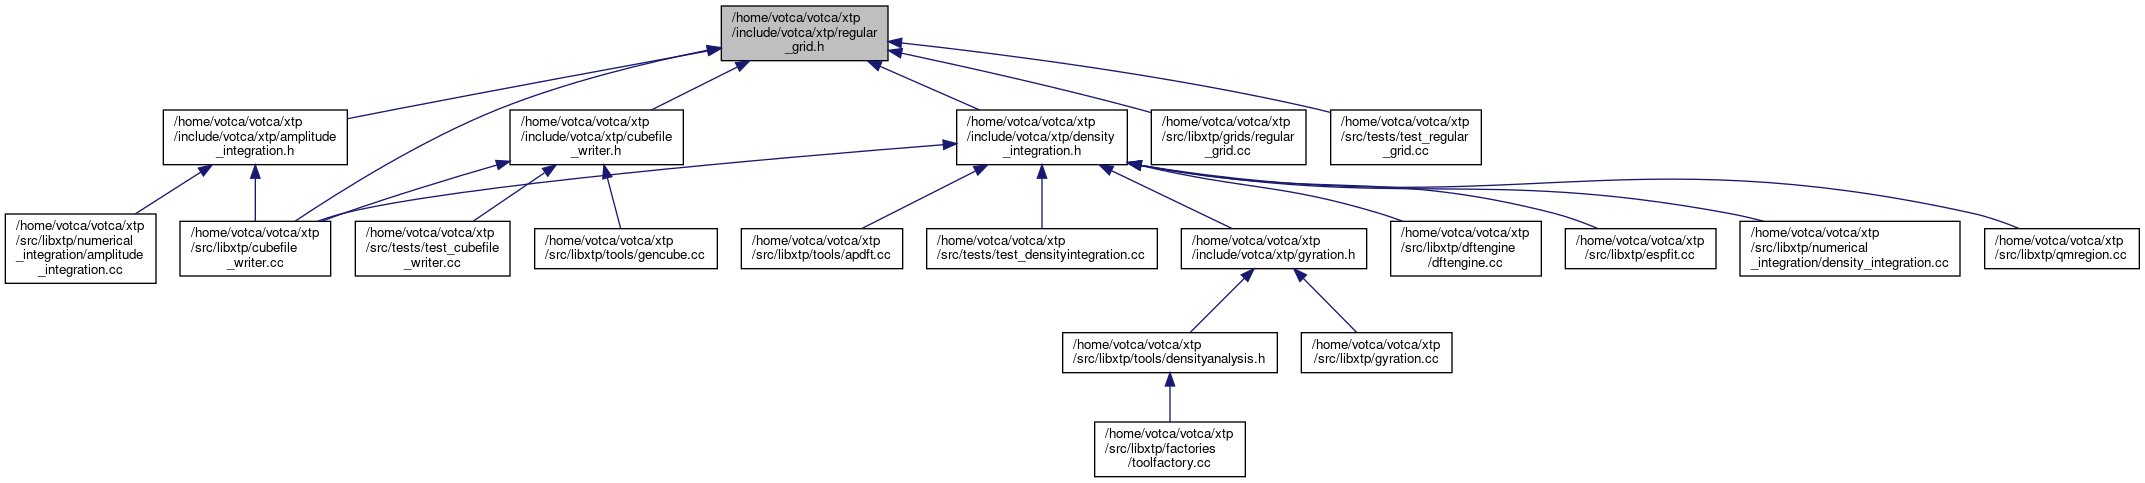 /home/votca/votca/xtp
/include/votca/xtp/regular
_grid.h
/home/votca/votca/xtp
/include/votca/xtp/amplitude
_integration.h
/home/votca/votca/xtp
/include/votca/xtp/cubefile
_writer.h
/home/votca/votca/xtp
/include/votca/xtp/density
_integration.h
/home/votca/votca/xtp
/src/libxtp/grids/regular
_grid.cc
/home/votca/votca/xtp
/src/tests/test_regular
_grid.cc
/home/votca/votca/xtp
/src/libxtp/numerical
_integration/amplitude
_integration.cc
/home/votca/votca/xtp
/src/libxtp/cubefile
_writer.cc
/home/votca/votca/xtp
/src/tests/test_cubefile
_writer.cc
/home/votca/votca/xtp
/src/libxtp/tools/gencube.cc
/home/votca/votca/xtp
/src/libxtp/tools/apdft.cc
/home/votca/votca/xtp
/src/tests/test_densityintegration.cc
/home/votca/votca/xtp
/include/votca/xtp/gyration.h
/home/votca/votca/xtp
/src/libxtp/dftengine
/dftengine.cc
/home/votca/votca/xtp
/src/libxtp/espfit.cc
/home/votca/votca/xtp
/src/libxtp/numerical
_integration/density_integration.cc
/home/votca/votca/xtp
/src/libxtp/qmregion.cc
/home/votca/votca/xtp
/src/libxtp/tools/densityanalysis.h
/home/votca/votca/xtp
/src/libxtp/gyration.cc
/home/votca/votca/xtp
/src/libxtp/factories
/toolfactory.cc